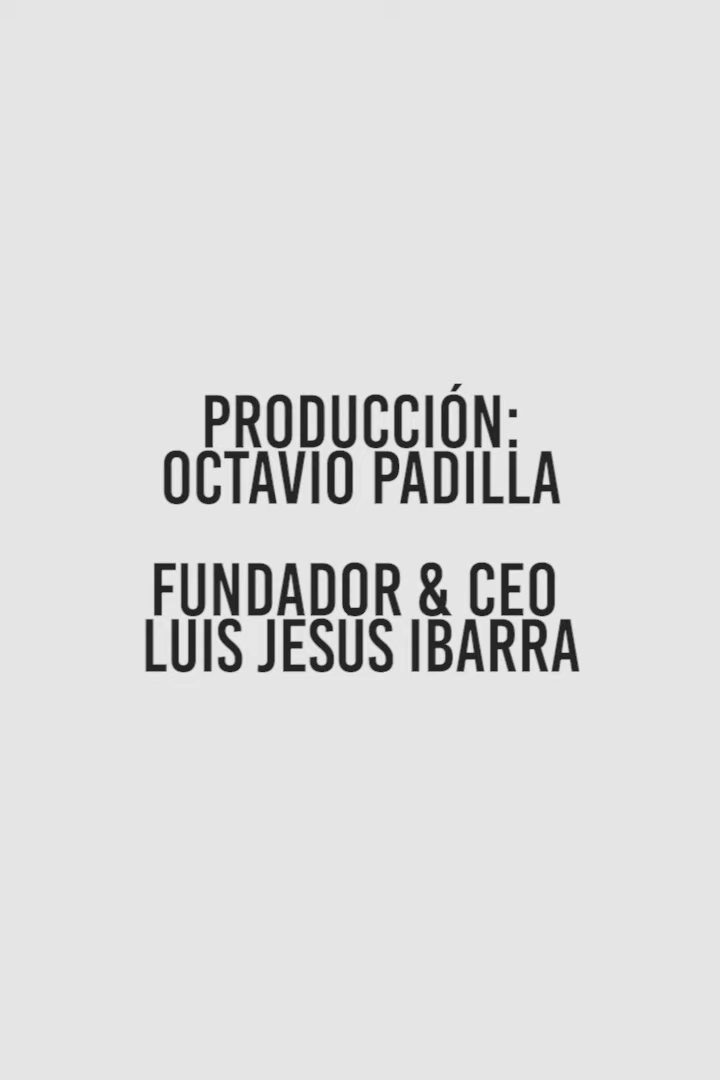 PRODUCCIÓN:
OCTAVIO PADILLA
FUNDADOR & CEO
LUIS JESUS IBARRA